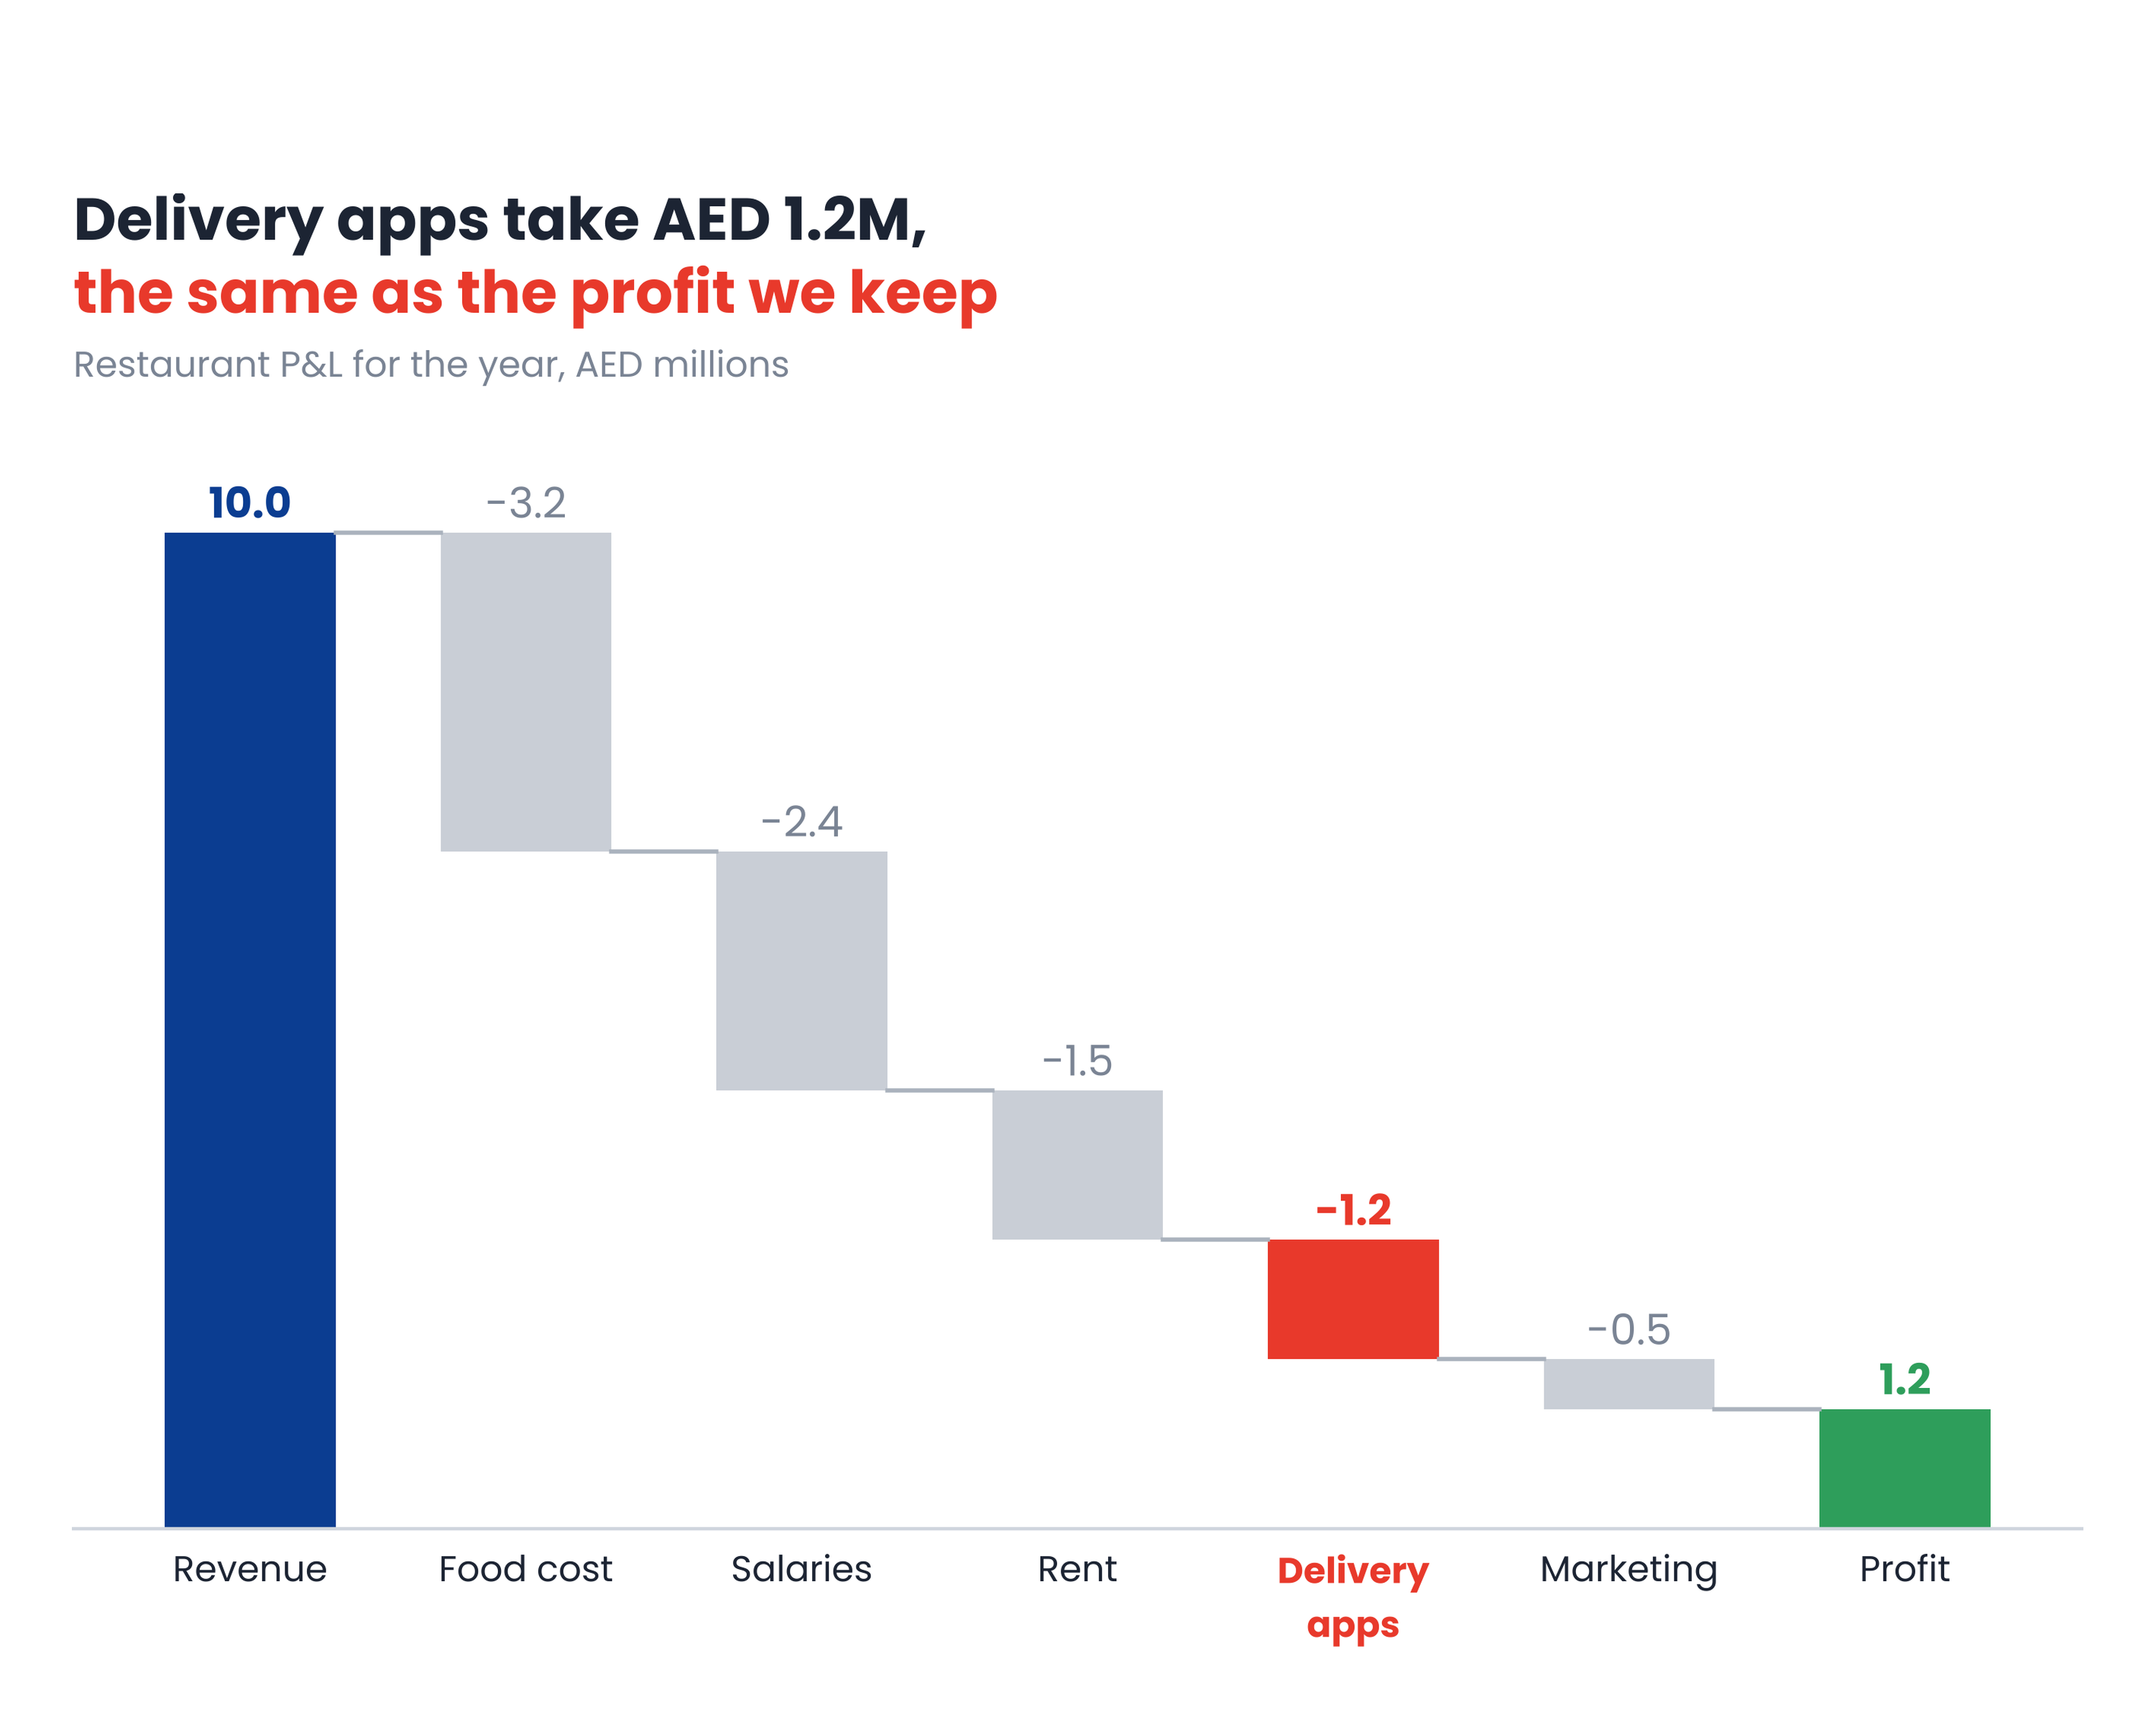 Delivery apps take AED 1.2M,
the same as the profit we keep
Restaurant P&L for the year, AED millions
10.0
–3.2
–2.4
–1.5
–1.2
–0.5
1.2
Revenue
Food cost
Salaries
Rent
Delivery
apps
Marketing
Profit